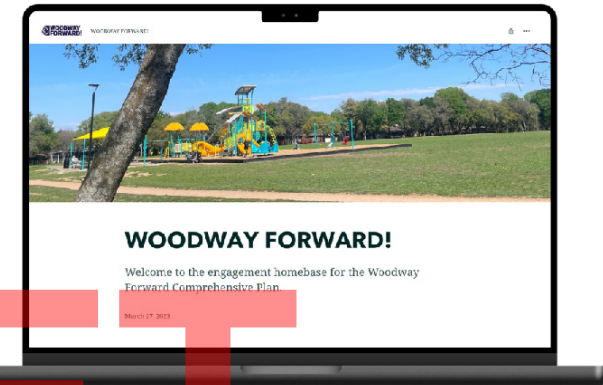 WOODWAY FORWARD! WOODWAY FORWARD!
WOODWAY FORWARD!
Welcome to the engagement homebase for the Woodway
Forward Comprehensive Plan.
March 27, 2023